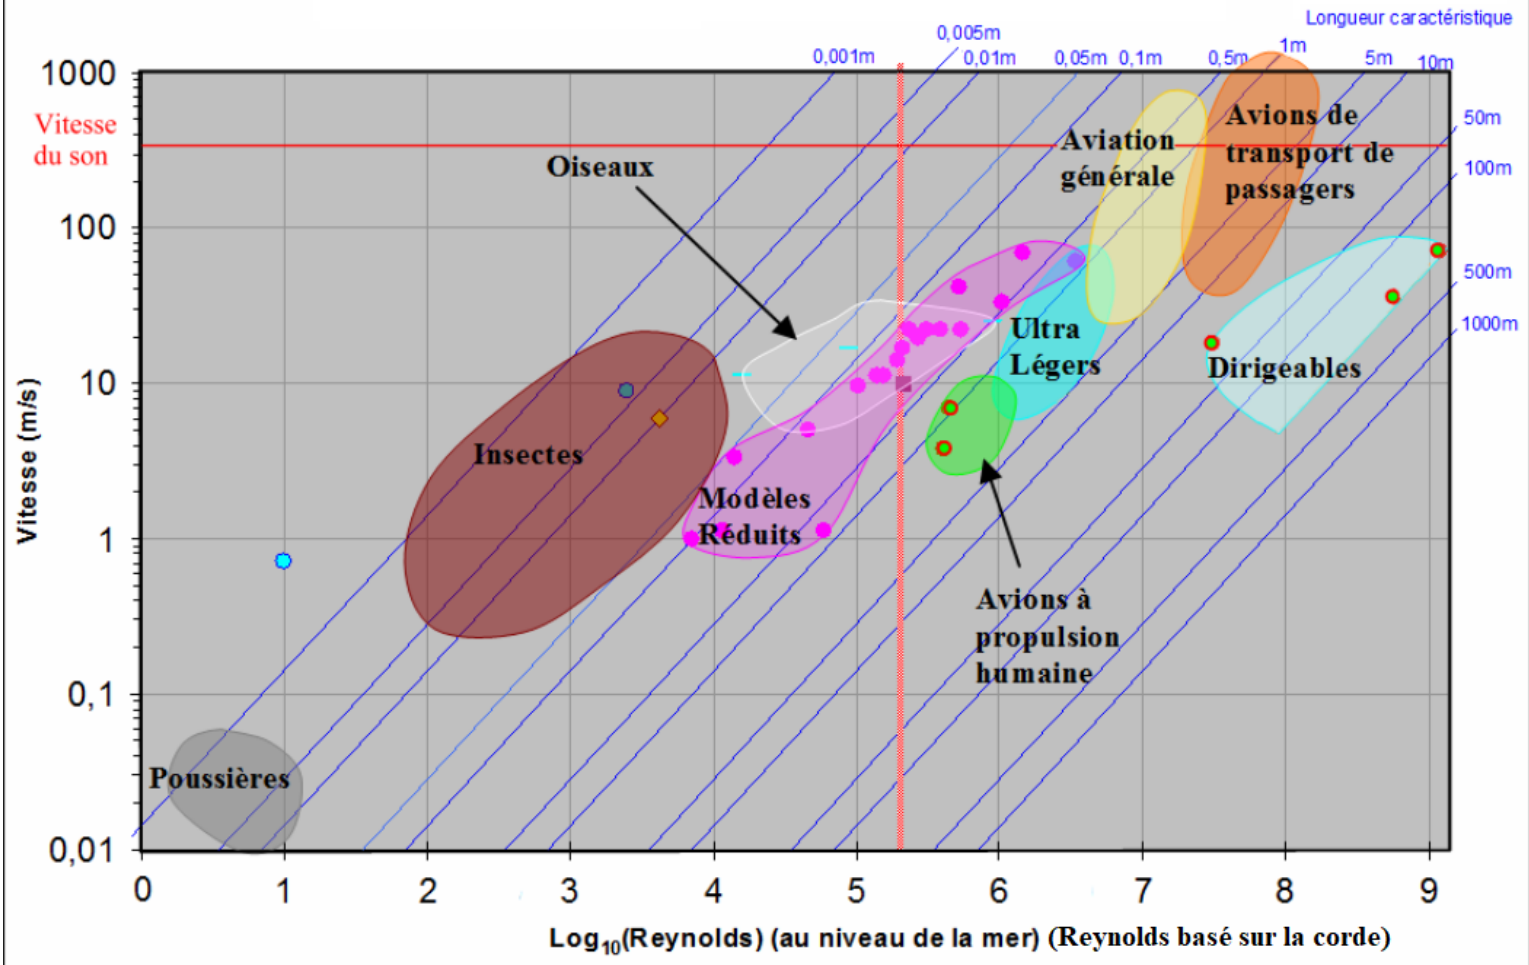 Longueur caractéristique
0,001m
0,005m
0,01m
0,05m
0,1m
0,5m
1m
5m
10m
50m
100m
500m
1000m
1000
100
10
1
0,1
0,01
Vitesse (m/s)
Vitesse
du son
Oiseaux
Aviation
générale
Avions de
transport de
passagers
Insectes
Modèles
Réduits
Ultra
Légers
Dirigeables
Avions à
propulsion
humaine
Poussières
0 1 2 3 4 5 6 7 8 9
Log10(Reynolds) (au niveau de la mer) (Reynolds basé sur la corde)